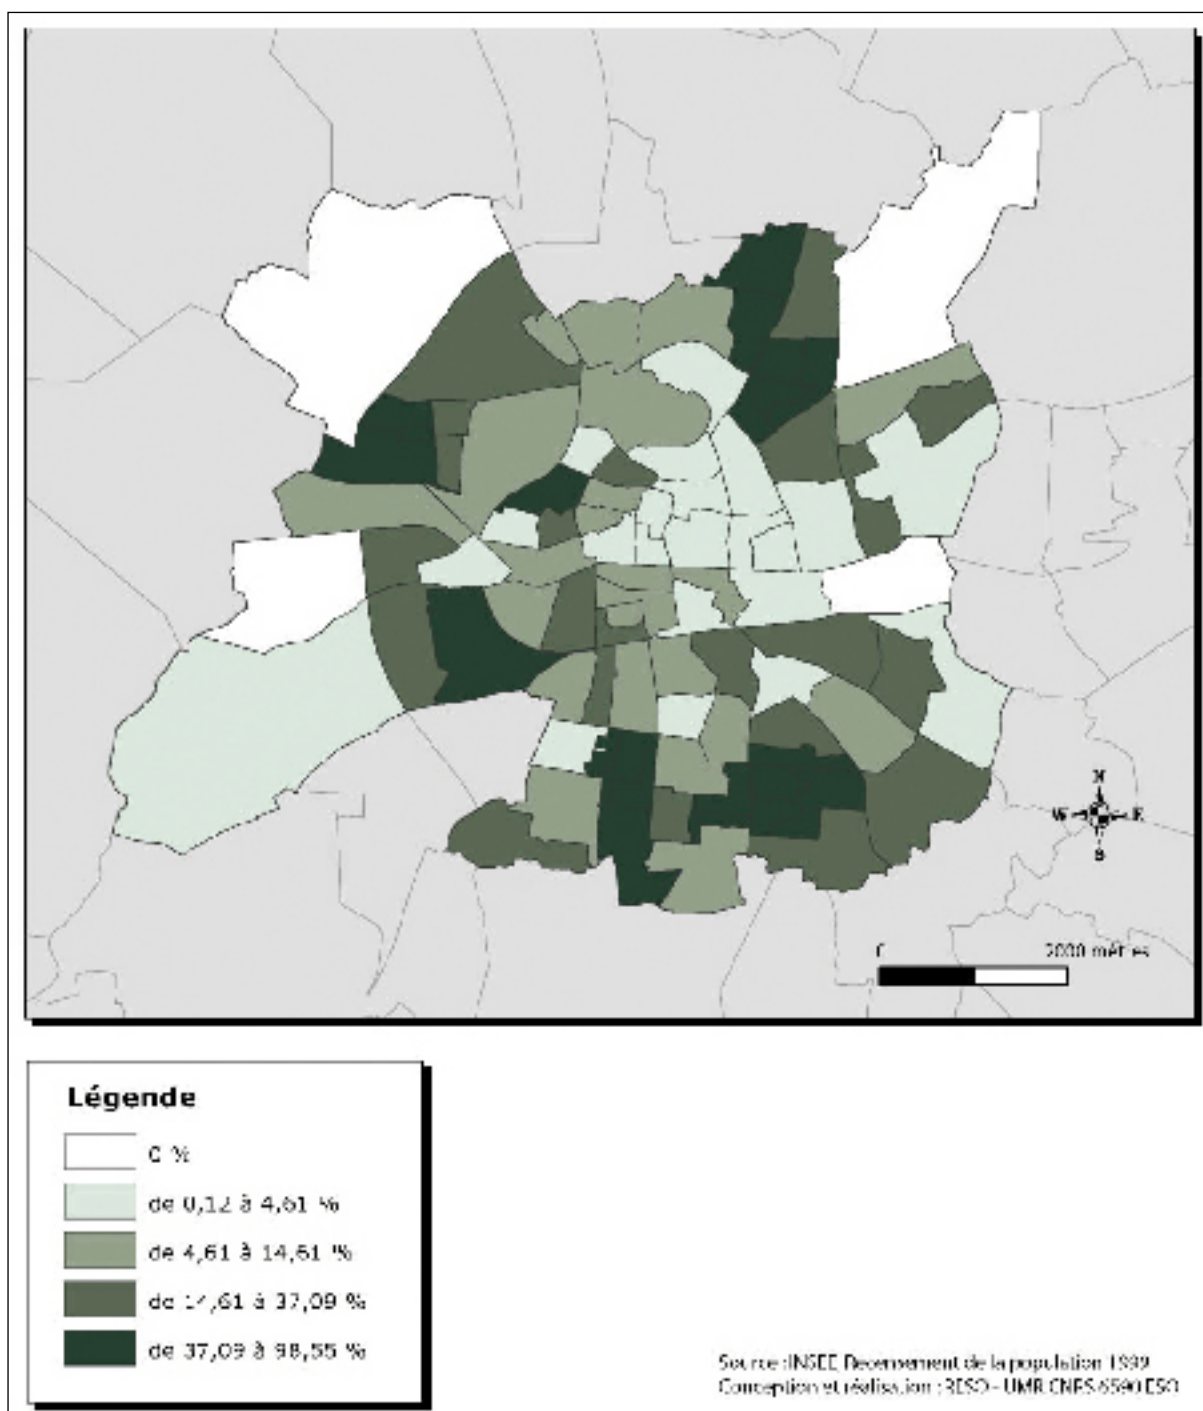 N
W E
S
0 2000 mètres
Légende
0 %
de 0,12 à 4,61 %
de 4,61 à 14,61 %
de 14,61 à 37,09 %
de 37,09 à 98,55 %
Source :INSEE Recensement de la population 1999
Conception et réalisation : RESO - UMR CNRS 6590 ESO